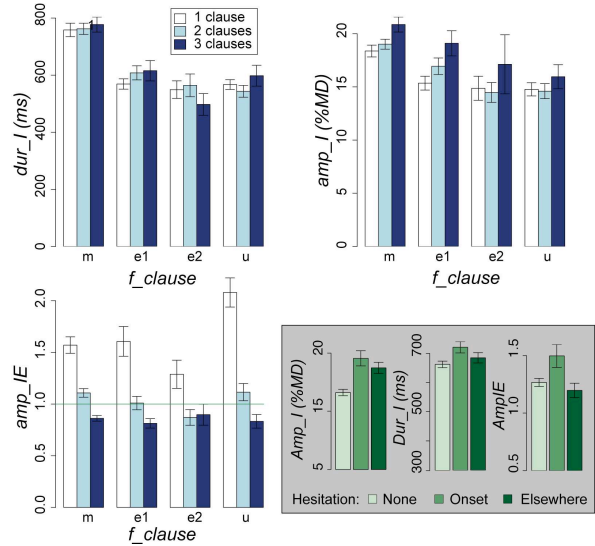 dur_I (ms)
0 200 400 600 800
1 clause
2 clauses
3 clauses
m e1 e2 u
f_clause
amp_I (%MD)
0 5 10 15 20
m e1 e2 u
f_clause
amp_IE
0.0 0.5 1.0 1.5 2.0
m e1 e2 u
f_clause
Amp_I (%MD)
5 15 20
Dur_I (ms)
300 500 600 700
AmpIE
0.5 1.0 1.5
Hesitation: None Onset Elsewhere